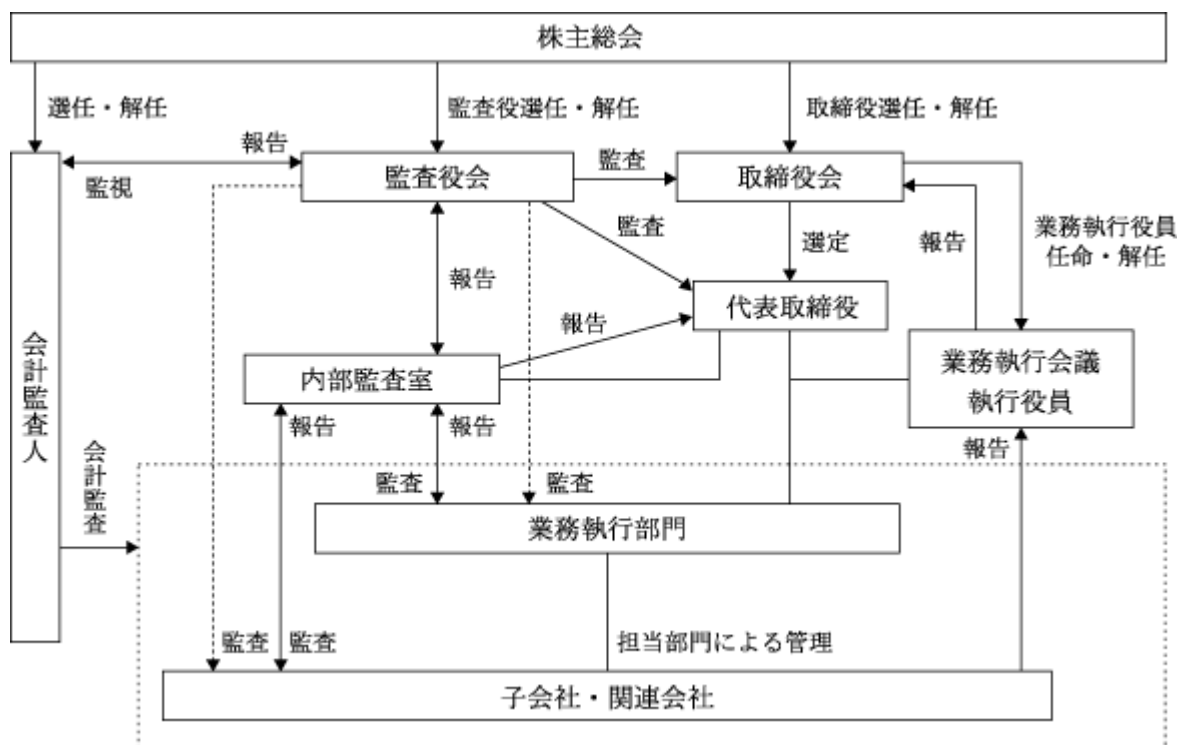 株主総会
選任・解任
監査役選任・解任
取締役選任・解任
報告
監視
監査役会
監査
取締役会
監査
選定
報告
業務執行役員
任命・解任
報告
代表取締役
報告
会計監査人
内部監査室
業務執行会議
執行役員
報告
報告
報告
会計監査
監査
監査
業務執行部門
監査
監査
担当部門による管理
子会社・関連会社